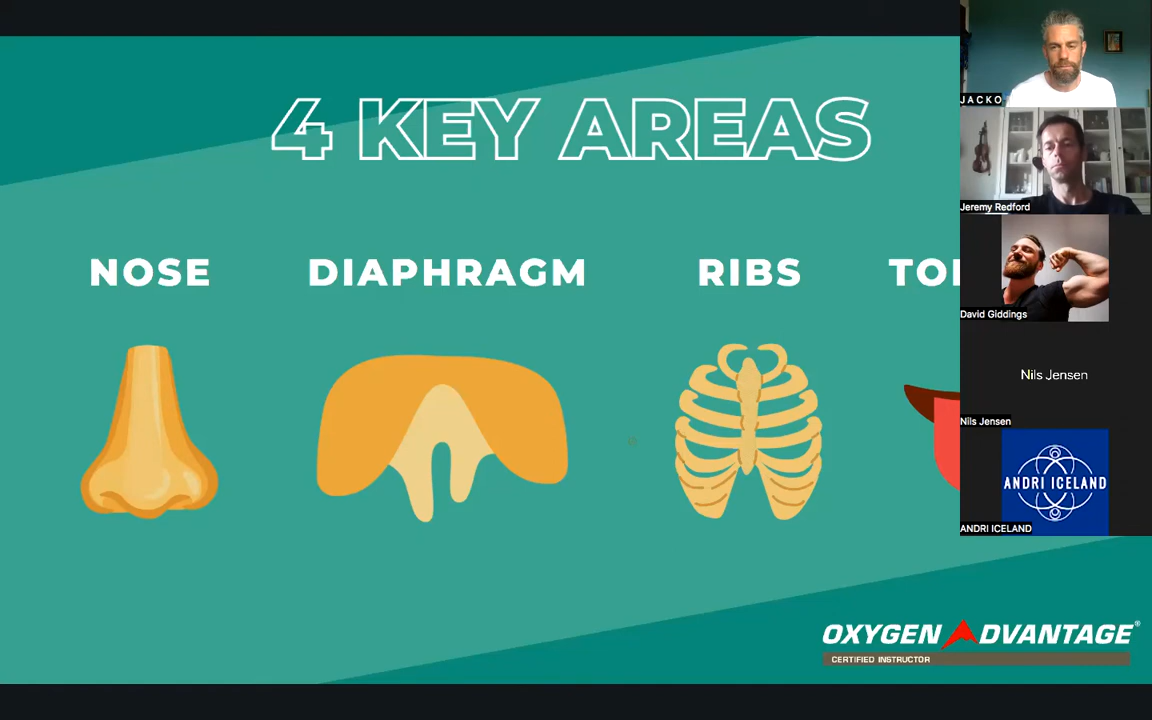 4 KEY AREAS
NOSE DIAPHRAGM RIBS
JACKO
Jeremy Redford
David Giddings
Nils Jensen
Nils Jensen
ANDRI ICELAND
ANDRI ICELAND
OXYGEN ADVANTAGE®
CERTIFIED INSTRUCTOR